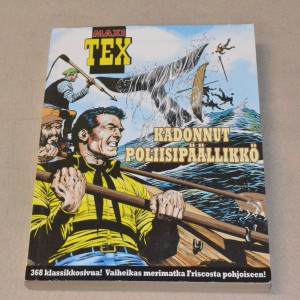 MAXI
TEX
KADONNUT
POLIISIPÄÄLLIKKÖ
368 klassikkosivua! Vaiheikas merimatka Friscosta pohjoiseen!